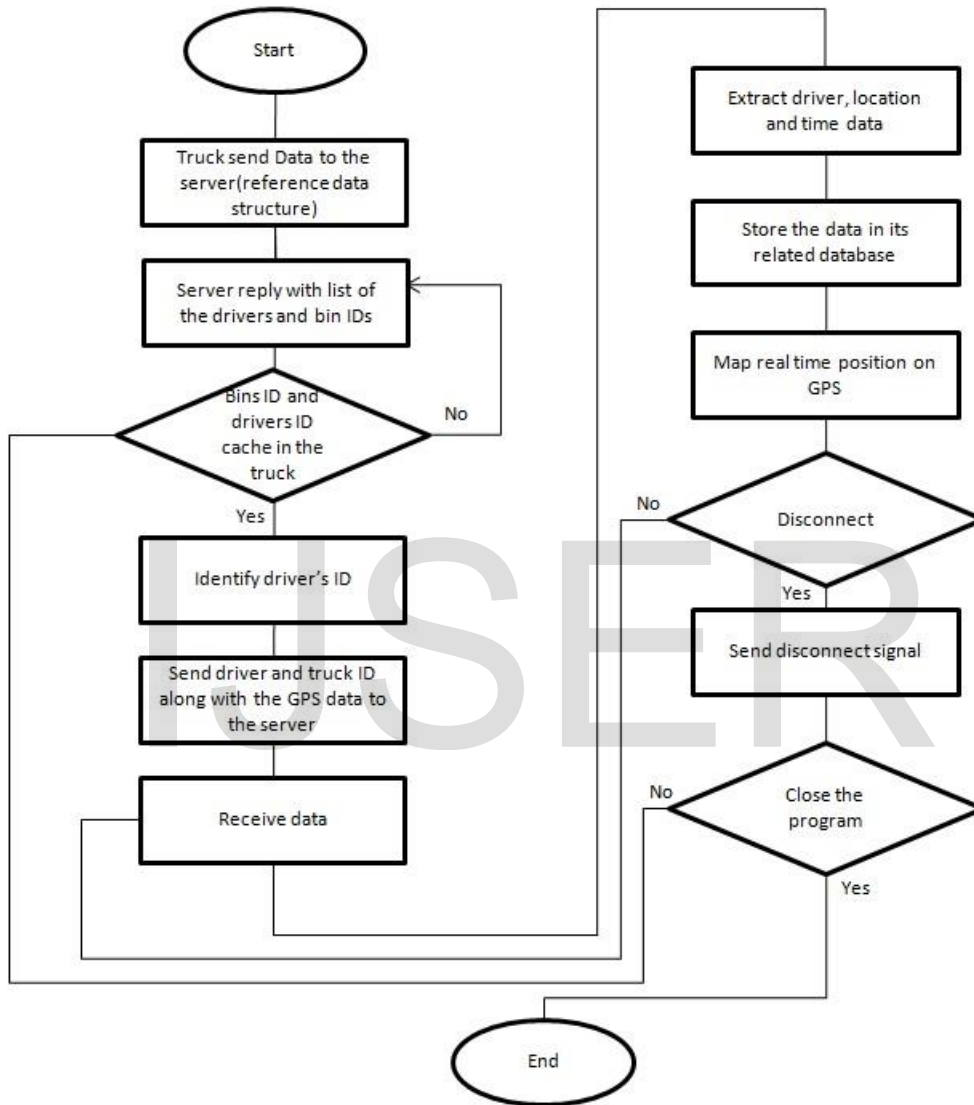 Start
Truck send Data to the
server(reference data
structure)
Server reply with list of
the drivers and bin IDs
Bins ID and
drivers ID
cache in the
truck
No
Yes
Identify driver's ID
Send driver and truck ID
along with the GPS data to
the server
Receive data
Extract driver, location
and time data
Store the data in its
related database
Map real time position on
GPS
Disconnect
No
Yes
Send disconnect signal
Close the
program
No
Yes
End
IJSER